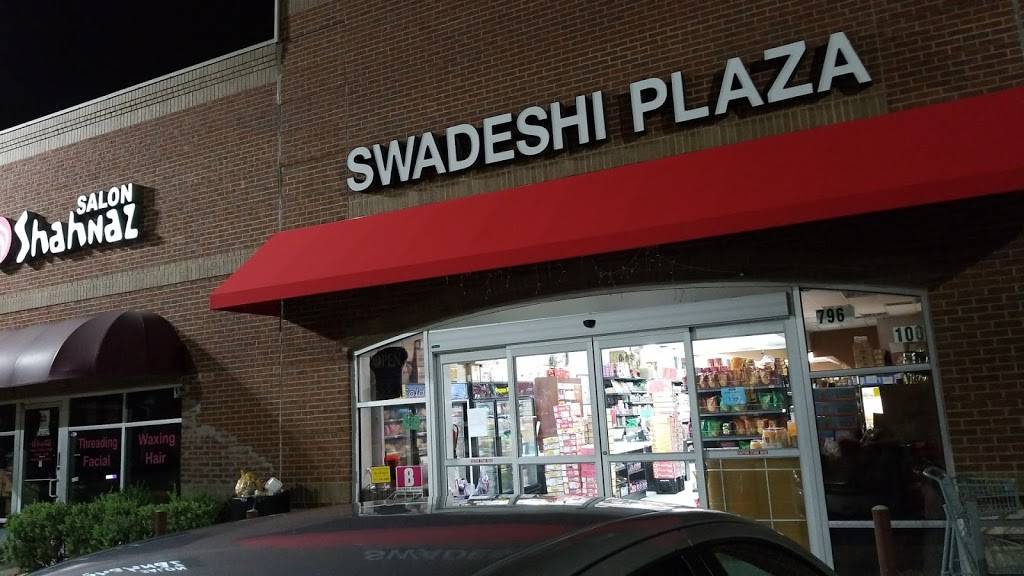 SWADESHI PLAZA
SALON
Shahnaz
796
100
Threading
Facial
Waxing
Hair
8